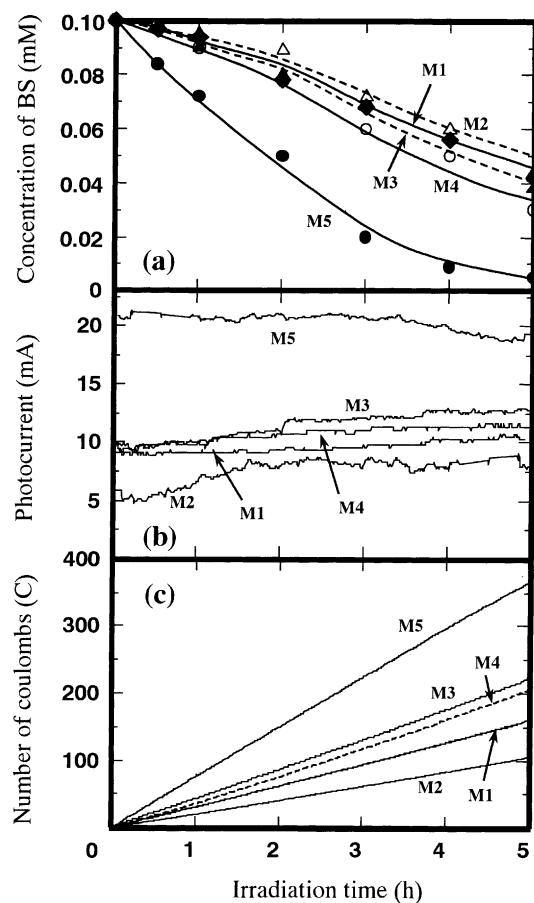 Concentration of BS (mM)
0.10
0.08
0.06
0.04
0.02
0
M1
M2
M3
M4
M5
(a)
Photocurrent (mA)
20
15
10
5
400
M5
M3
M4
M1
M2
(b)
Number of coulombs (C)
300
200
100
(c)
M5
M4
M3
M1
M2
0 1 2 3 4 5
Irradiation time (h)